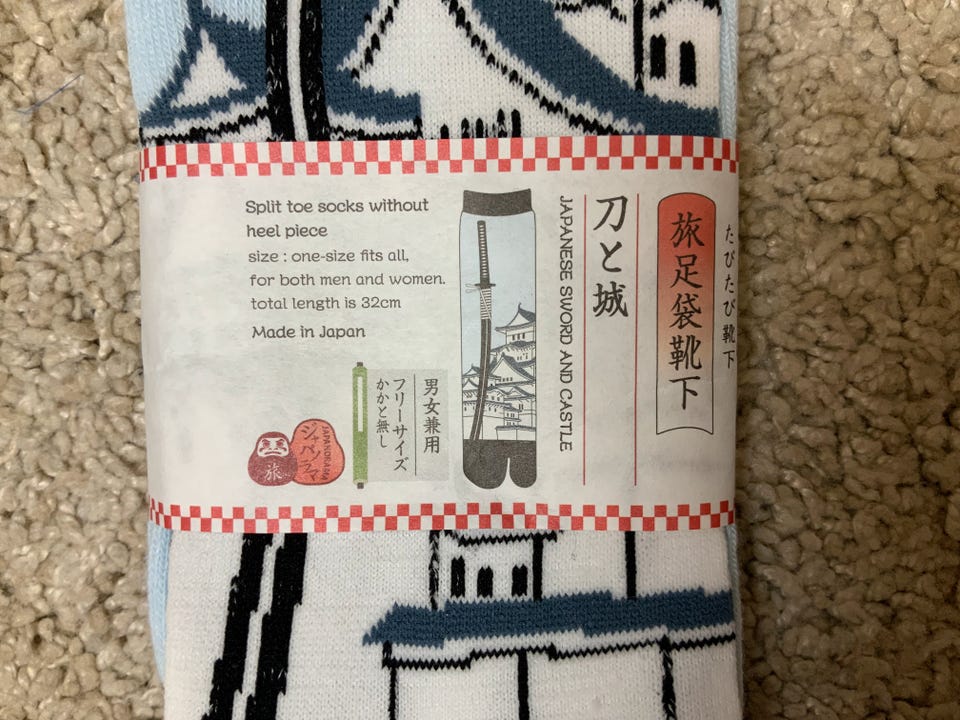 Split toe socks without
heel piece
size : one-size fits all,
for both men and women.
total length is 32cm
Made in Japan
たびたび靴下
旅足袋靴下
刀と城
JAPANESE SWORD AND CASTLE
男女兼用
フリーサイズ
かかと無し
旅
JAPANORAMA
ジャパノラマ